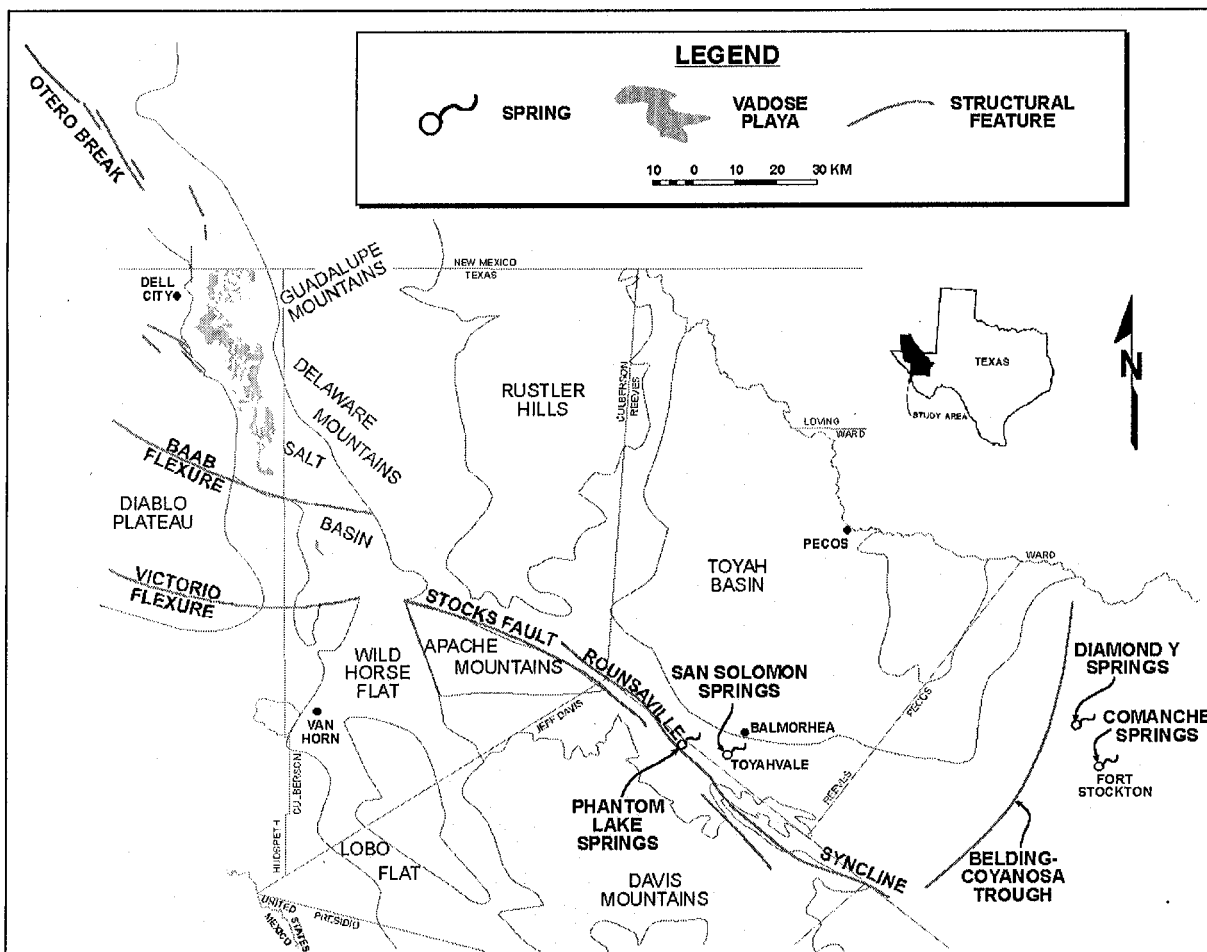 LEGEND
SPRING
VADOSE
PLAYA
STRUCTURAL
FEATURE
10 0 10 20 30 KM
OTERO BREAK
NEW MEXICO
TEXAS
DELL
CITY
GUADALUPE
MOUNTAINS
DELAWARE
MOUNTAINS
RUSTLER
HILLS
CULBERSON
REEVES
LOVING
WARD
TEXAS
STUDY AREA
N
BAAB
FLEXURE
SALT
BASIN
DIABLO
PLATEAU
PECOS
WARD
TOYAH
BASIN
VICTORIO
FLEXURE
STOCKS FAULT
APACHE
MOUNTAINS
ROUNSAVILLE
SYNCLINE
WILD
HORSE
FLAT
SAN SOLOMON
SPRINGS
DIAMOND Y
SPRINGS
COMANCHE
SPRINGS
FORT
STOCKTON
VAN
HORN
JEFF DAVIS
BALMORHEA
TOYAHVALE
PECOS
REEVES
CULBERSON
HUDSPETH
PHANTOM
LAKE
SPRINGS
LOBO
FLAT
DAVIS
MOUNTAINS
BELDING-
COYANOSA
TROUGH
UNITED STATES
MEXICO
PRESIDIO